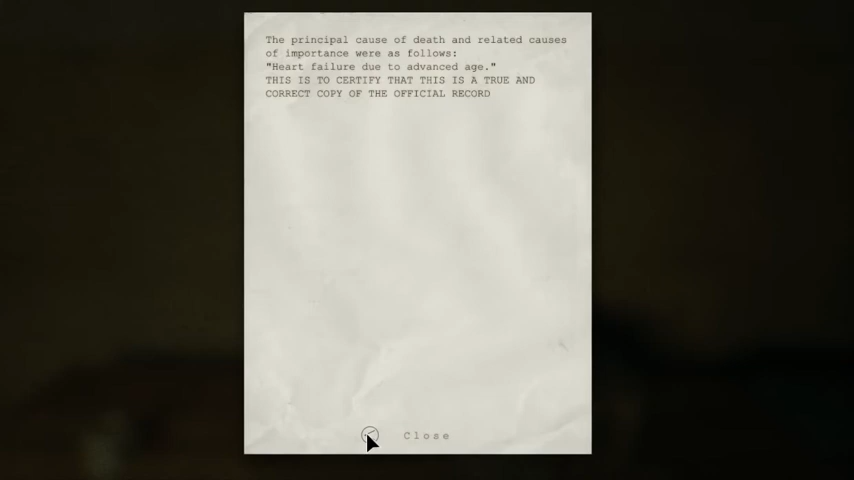 The principal cause of death and related causes
of importance were as follows:
"Heart failure due to advanced age."
THIS IS TO CERTIFY THAT THIS IS A TRUE AND
CORRECT COPY OF THE OFFICIAL RECORD
Close